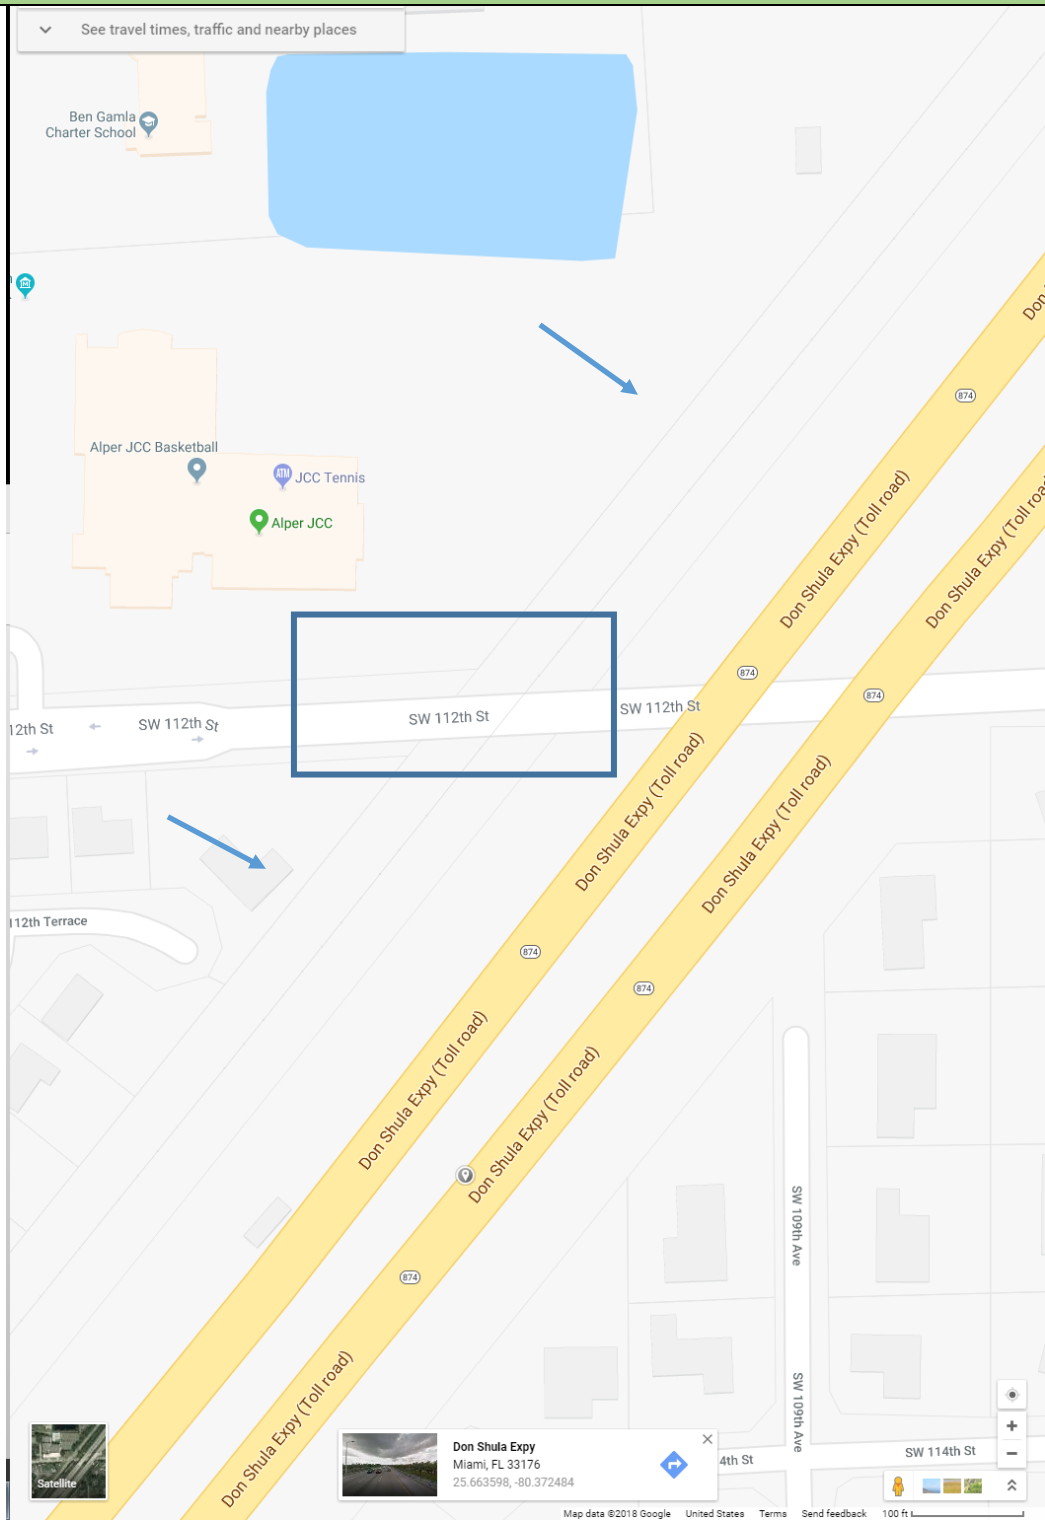 See travel times, traffic and nearby places
Ben Gamla
Charter School
Don
874
Alper JCC Basketball
ATM
JCC Tennis
Alper JCC
Don Shula Expy (Toll road)
Don Shula Expy (Toll road)
874
874
SW 112th St
SW 112th St
SW 112th St
12th St
Don Shula Expy (Toll road)
Don Shula Expy (Toll road)
112th Terrace
874
874
Don Shula Expy (Toll road)
Don Shula Expy (Toll road)
SW 109th Ave
874
Don Shula Expy (Toll road)
SW 109th Ave
Satellite
Don Shula Expy
Miami, FL 33176
25.663598, -80.372484
4th St
SW 114th St
Map data ©2018 Google
United States
Terms
Send feedback
100 ft